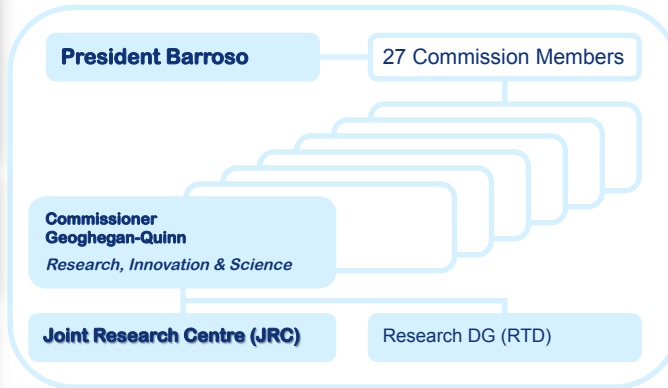 President Barroso
27 Commission Members
Commissioner
Geoghegan-Quinn
Research, Innovation & Science
Joint Research Centre (JRC)
Research DG (RTD)